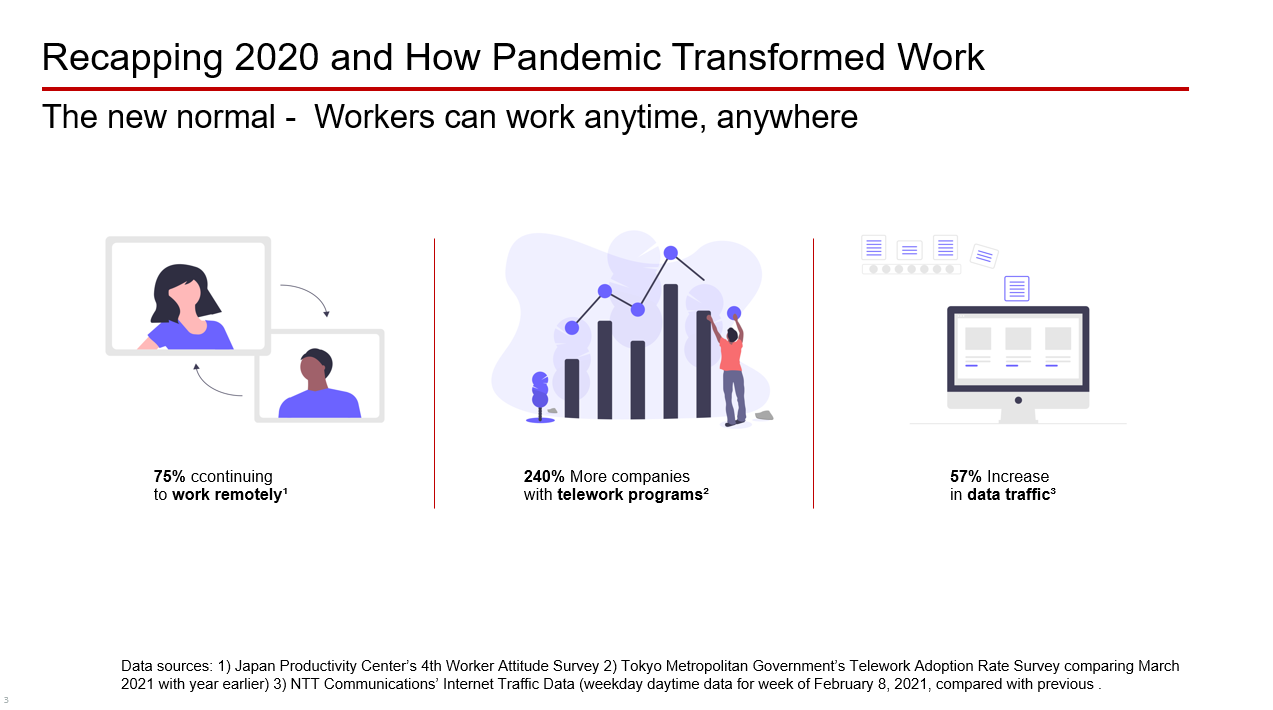 Recapping 2020 and How Pandemic Transformed Work
The new normal -  Workers can work anytime, anywhere
75% ccontinuing
to work remotely¹
240% More companies
with telework programs²
57% Increase
in data traffic³
Data sources: 1) Japan Productivity Center’s 4th Worker Attitude Survey 2) Tokyo Metropolitan Government’s Telework Adoption Rate Survey comparing March
2021 with year earlier) 3) NTT Communications’ Internet Traffic Data (weekday daytime data for week of February 8, 2021, compared with previous .
3